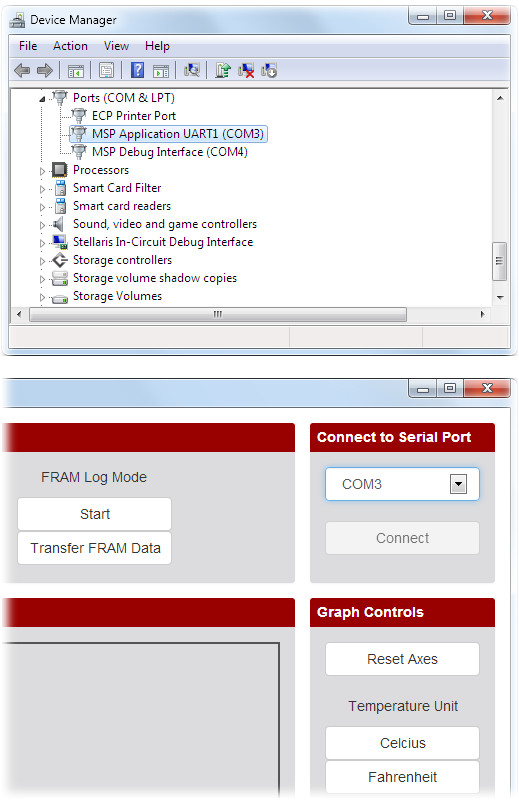 Device Manager
File Action View Help
Ports (COM & LPT)
ECP Printer Port
MSP Application UART1 (COM3)
MSP Debug Interface (COM4)
Processors
Smart Card Filter
Smart card readers
Sound, video and game controllers
Stellaris In-Circuit Debug Interface
Storage controllers
Storage volume shadow copies
Storage Volumes
Connect to Serial Port
FRAM Log Mode
COM3
Start
Connect
Transfer FRAM Data
Graph Controls
Reset Axes
Temperature Unit
Celcius
Fahrenheit